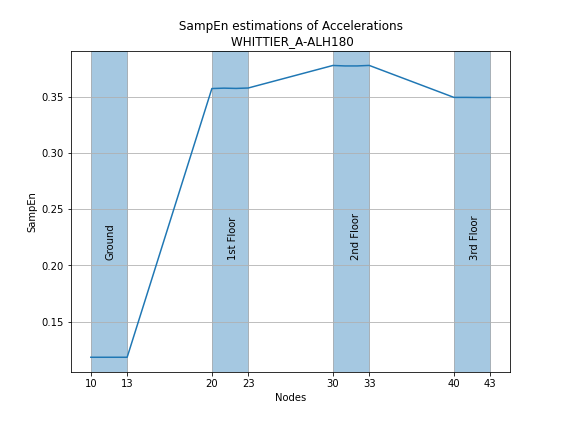 SampEn estimations of Accelerations
WHITTIER_A-ALH180
0.35
0.30
0.25
0.20
0.15
SampEn
Ground
1st Floor
2nd Floor
3rd Floor
10 13 20 23 30 33 40 43
Nodes